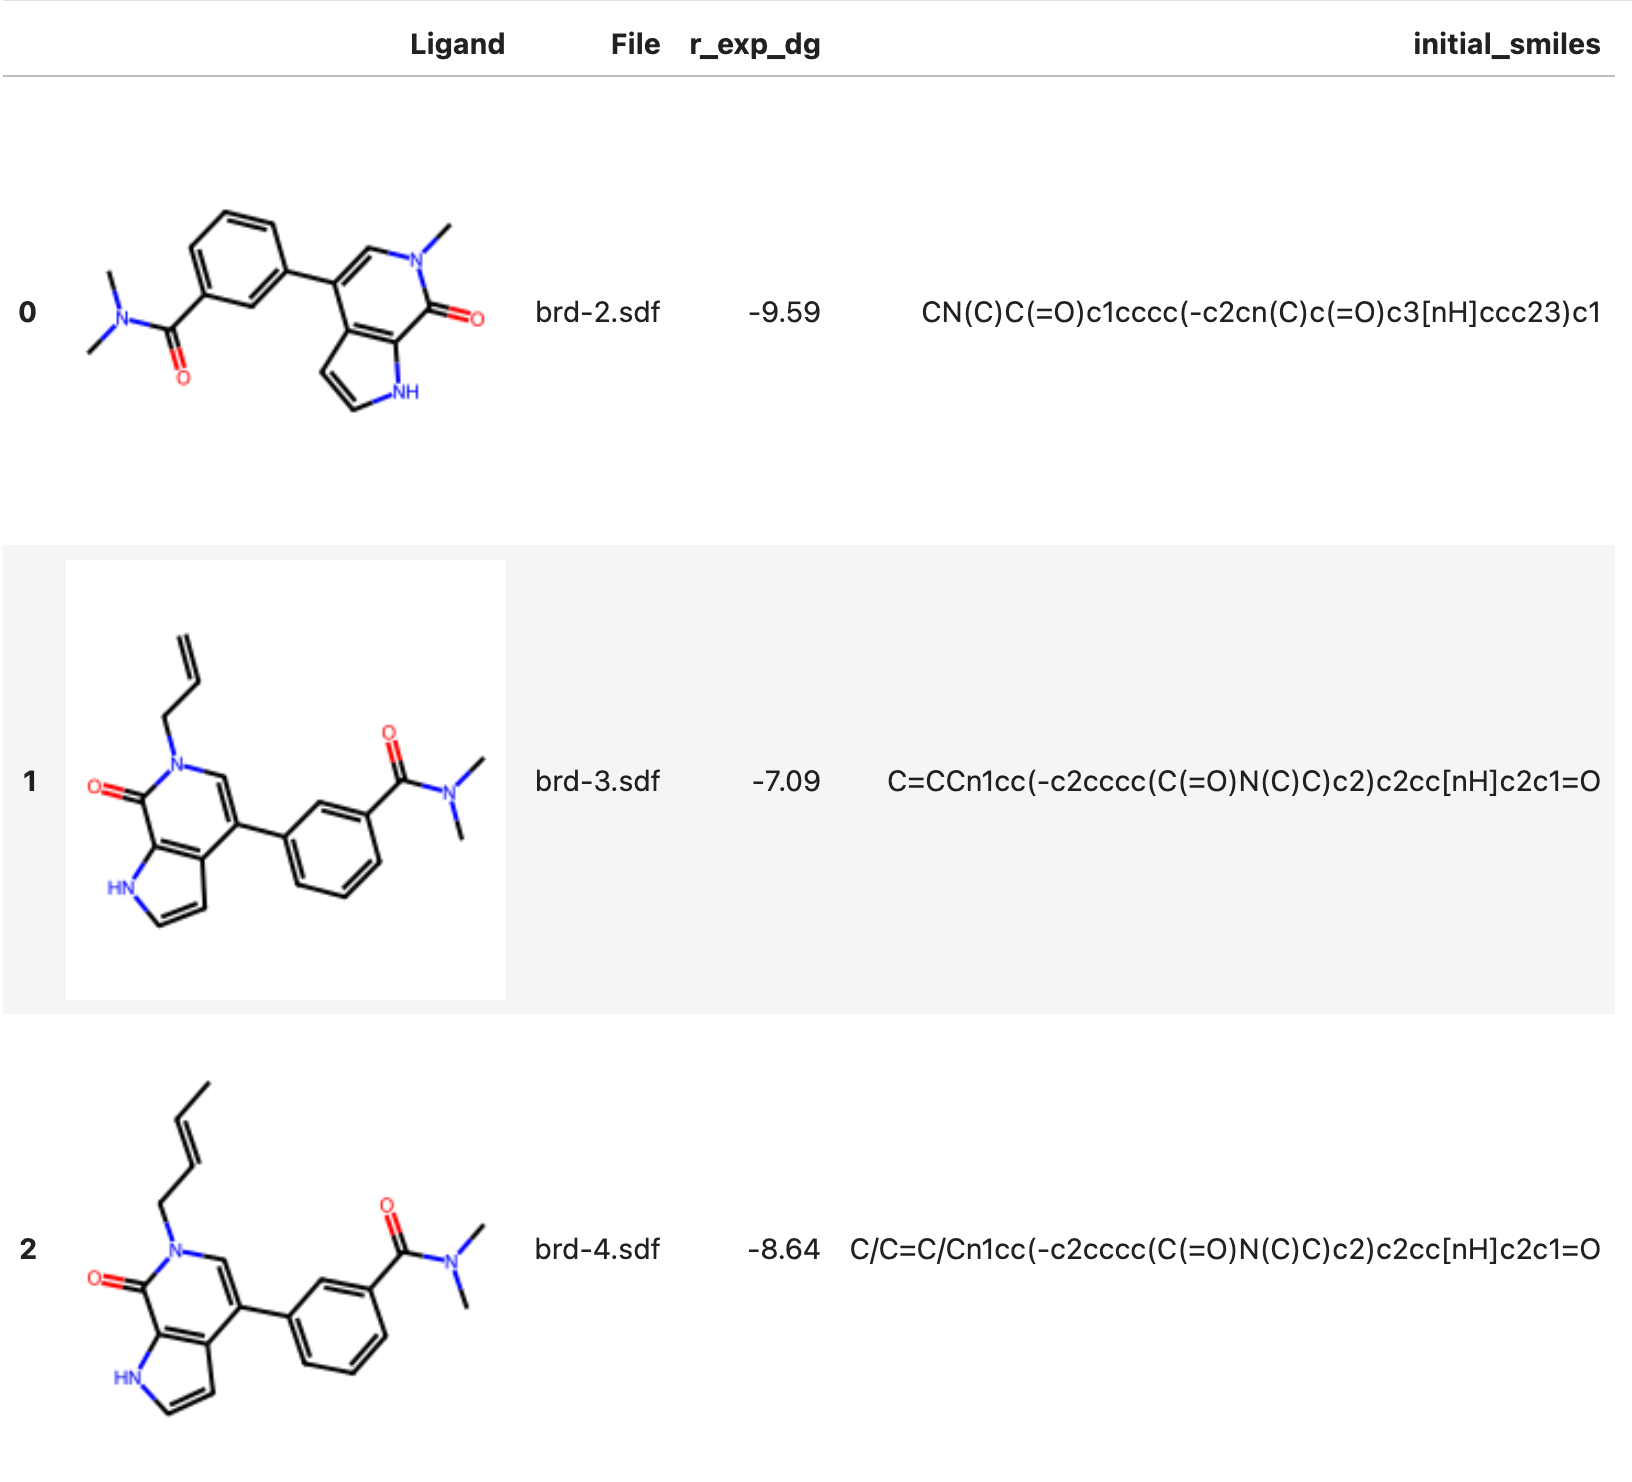 Ligand File r_exp_dg initial_smiles
N
N
O
0 brd-2.sdf -9.59 CN(C)C(=O)c1cccc(-c2cn(C)c(=O)c3[nH]ccc23)c1
N
O
NH
O
N
O
1 brd-3.sdf -7.09 C=CCn1cc(-c2cccc(C(=O)N(C)C)c2)c2cc[nH]c2c1=O
N
HN
O
N
O
2 brd-4.sdf -8.64 C/C=C/Cn1cc(-c2cccc(C(=O)N(C)C)c2)c2cc[nH]c2c1=O
N
HN